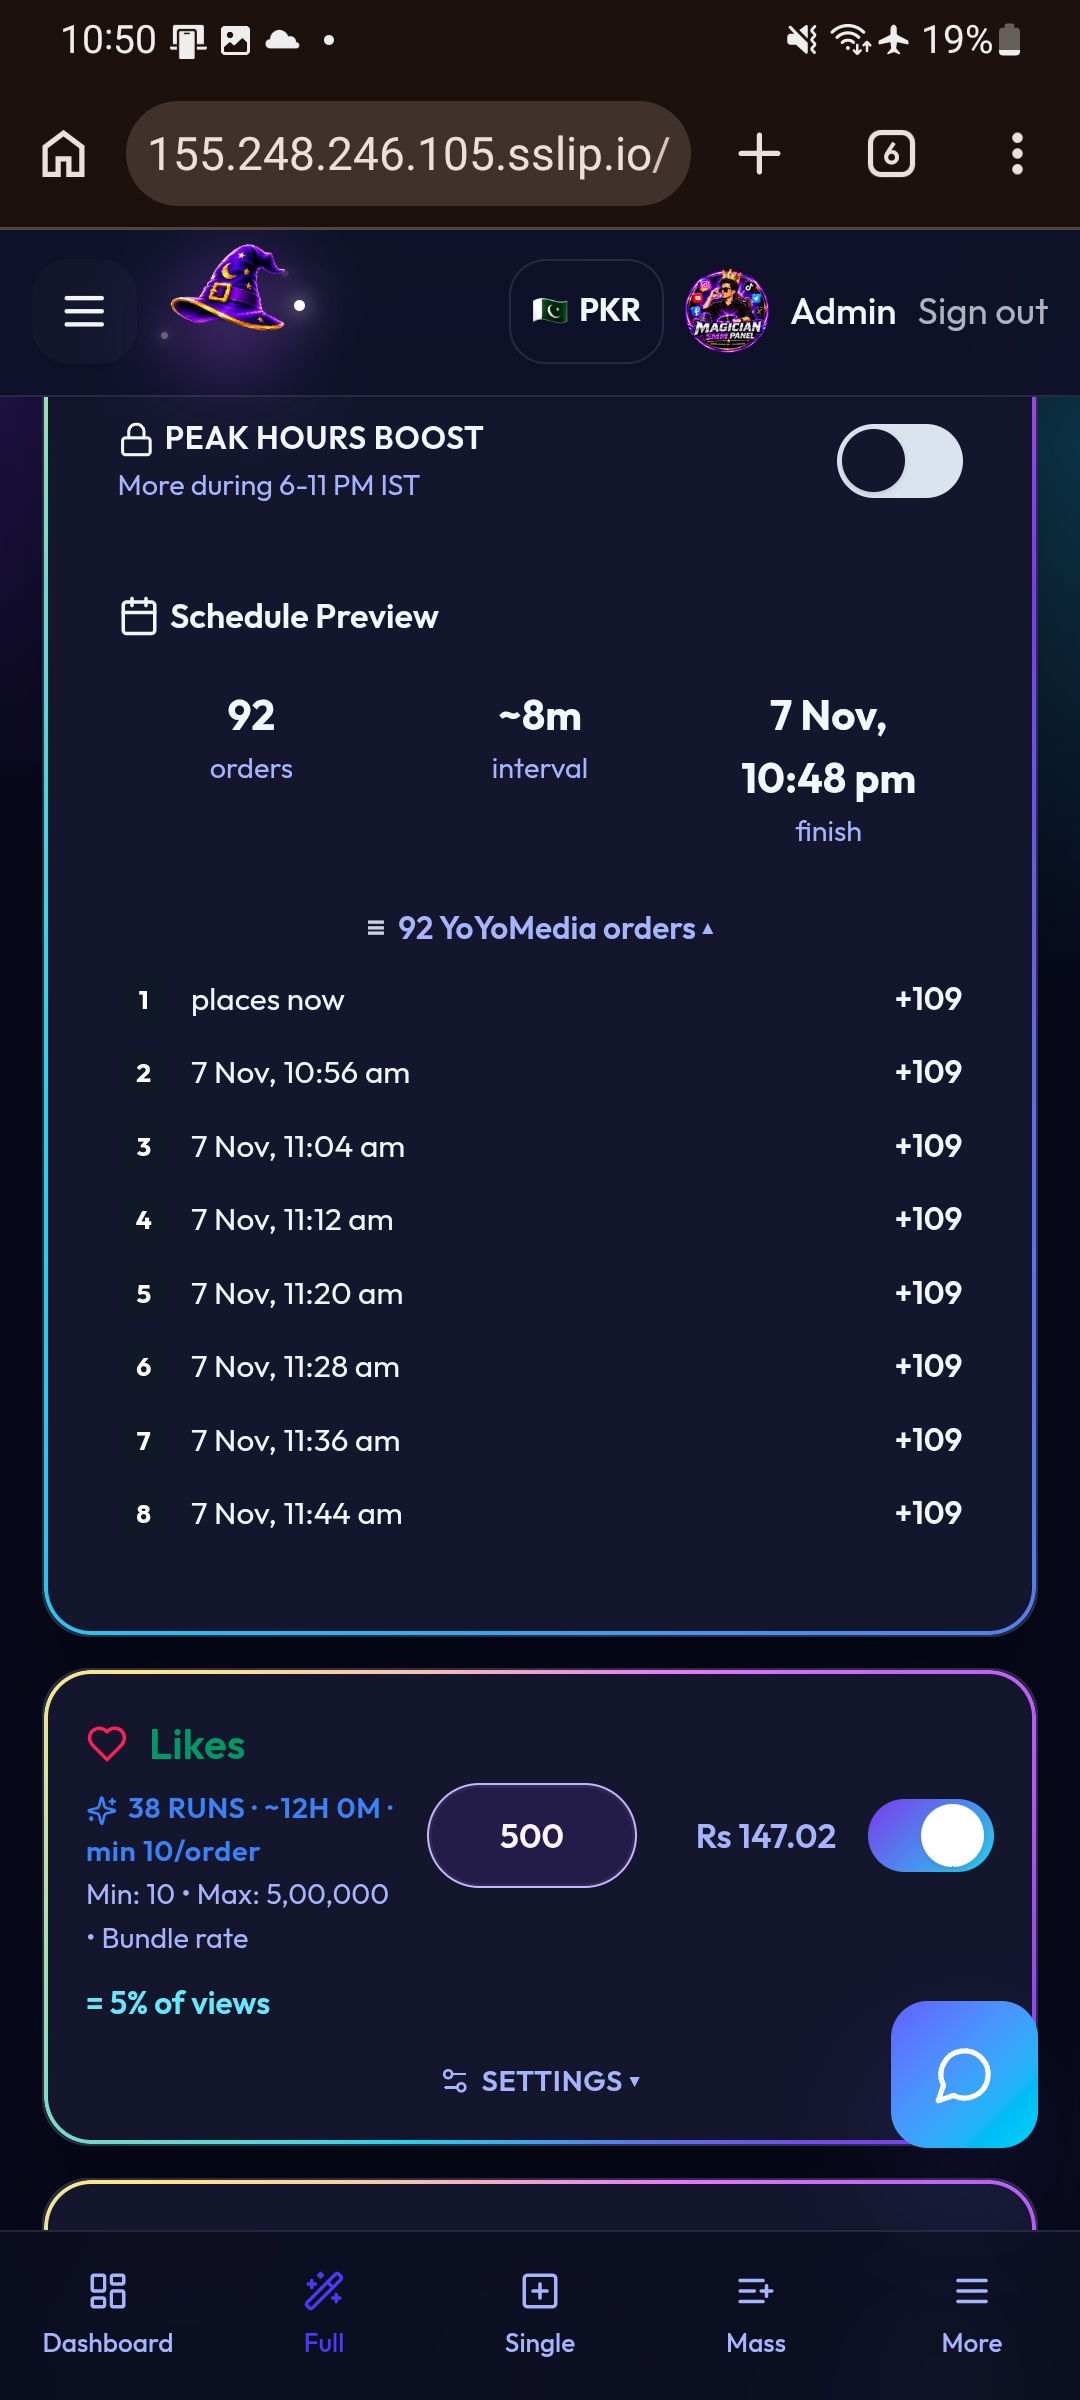 10:50
19%
155.248.246.105.sslip.io/
6
PKR
MAGICIAN
SMM PANEL
Admin
Sign out
PEAK HOURS BOOST
More during 6-11 PM IST
Schedule Preview
92
orders
~8m
interval
7 Nov,
10:48 pm
finish
92 YoYoMedia orders ▴
1 places now +109
2 7 Nov, 10:56 am +109
3 7 Nov, 11:04 am +109
4 7 Nov, 11:12 am +109
5 7 Nov, 11:20 am +109
6 7 Nov, 11:28 am +109
7 7 Nov, 11:36 am +109
8 7 Nov, 11:44 am +109
Likes
38 RUNS · ~12H 0M ·
min 10/order
Min: 10 • Max: 5,00,000
• Bundle rate
= 5% of views
500
Rs 147.02
SETTINGS ▾
Dashboard
Full
Single
Mass
More